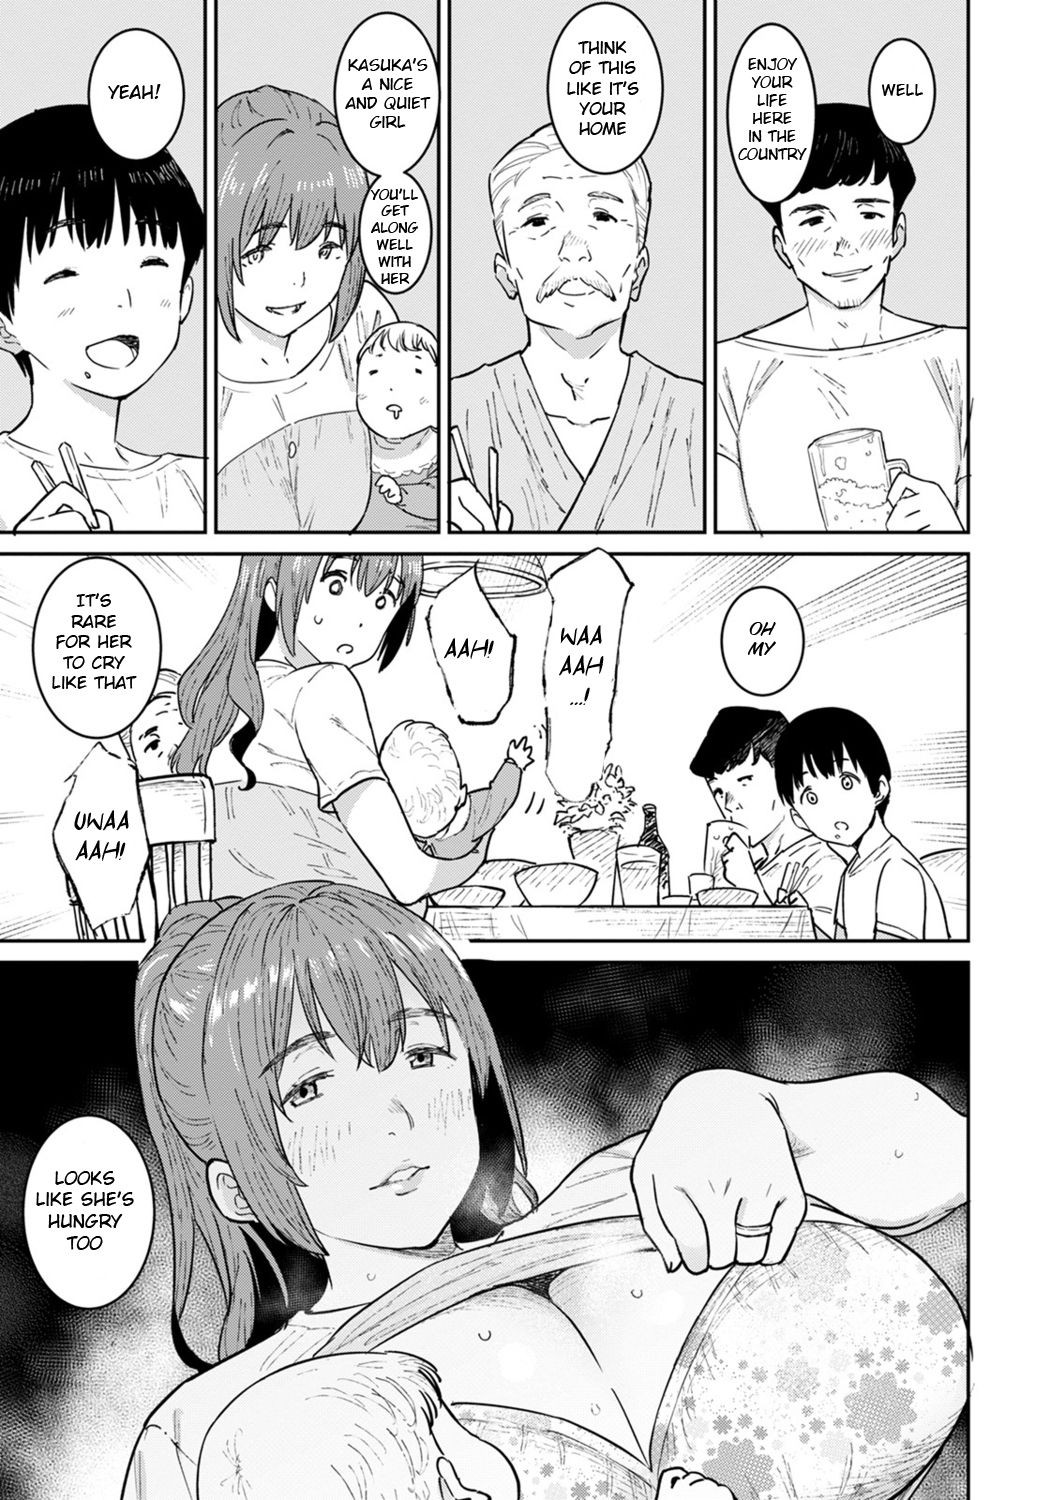 WELL
ENJOY
YOUR
LIFE
HERE
IN THE
COUNTRY
THINK
OF THIS
LIKE IT'S
YOUR
HOME
KASUKA'S
A NICE
AND QUIET
GIRL
YOU'LL
GET
ALONG
WELL
WITH
HER
YEAH!
OH
MY
WAA
AAH
...!
AAH!
IT'S
RARE
FOR HER
TO CRY
LIKE THAT
UWAA
AAH!
LOOKS
LIKE SHE'S
HUNGRY
TOO